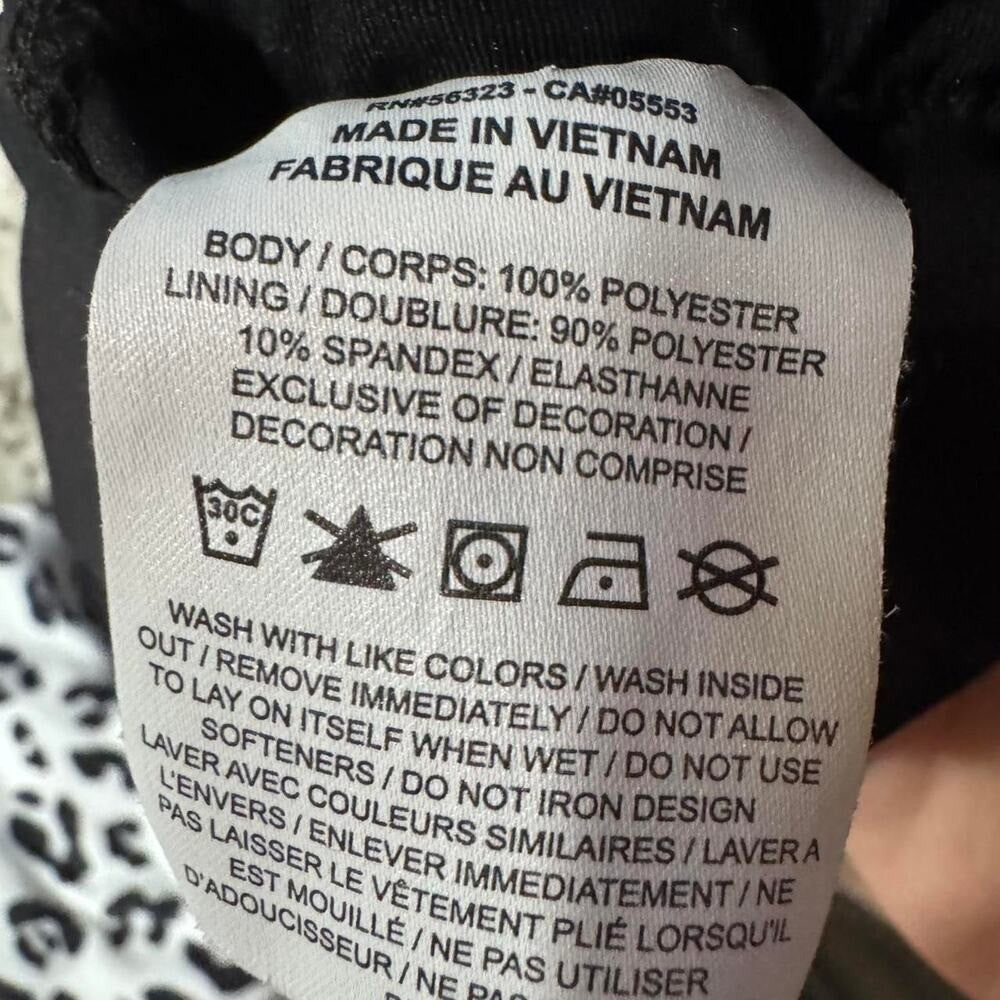 RN#56323 - CA#05553
MADE IN VIETNAM
FABRIQUE AU VIETNAM
BODY / CORPS: 100% POLYESTER
LINING / DOUBLURE: 90% POLYESTER
10% SPANDEX / ELASTHANNE
EXCLUSIVE OF DECORATION /
DECORATION NON COMPRISE
30C
WASH WITH LIKE COLORS / WASH INSIDE
OUT / REMOVE IMMEDIATELY / DO NOT ALLOW
TO LAY ON ITSELF WHEN WET / DO NOT USE
SOFTENERS / DO NOT IRON DESIGN
LAVER AVEC COULEURS SIMILAIRES / LAVER A
L'ENVERS / ENLEVER IMMEDIATEMENT / NE
PAS LAISSER LE VÊTEMENT PLIÉ LORSQU'IL
EST MOUILLÉ / NE PAS UTILISER
D'ADOUCISSEUR / NE PAS